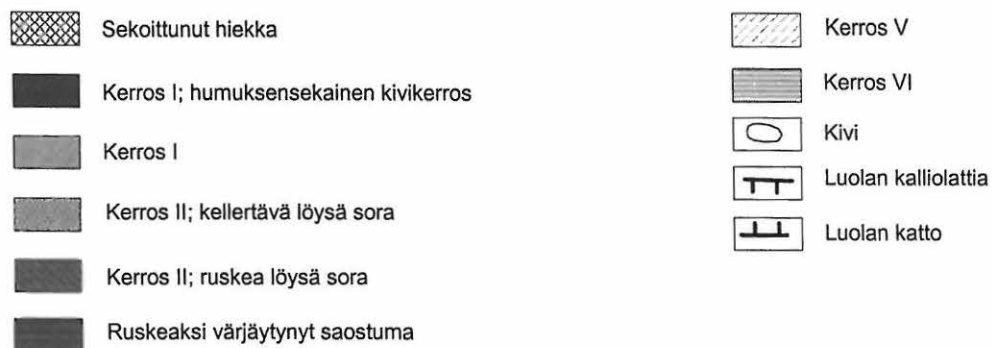 Sekoittunut hiekka
Kerros I; humuksensekainen kivikerros
Kerros I
Kerros II; kellertävä löysä sora
Kerros II; ruskea löysä sora
Ruskeaksi värjäytynyt saostuma
Kerros V
Kerros VI
Kivi
Luolan kalliolattia
Luolan katto